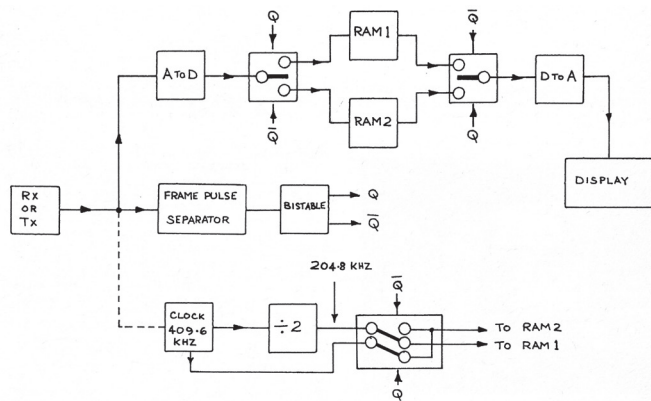 Q
Q̅
RAM 1
A TO D
D TO A
Q̅
RAM 2
Q
DISPLAY
RX
OR
TX
FRAME PULSE
SEPARATOR
BISTABLE
Q
Q̅
204·8 KHZ
CLOCK
409·6
KHZ
÷2
Q̅
TO RAM 2
TO RAM 1
Q